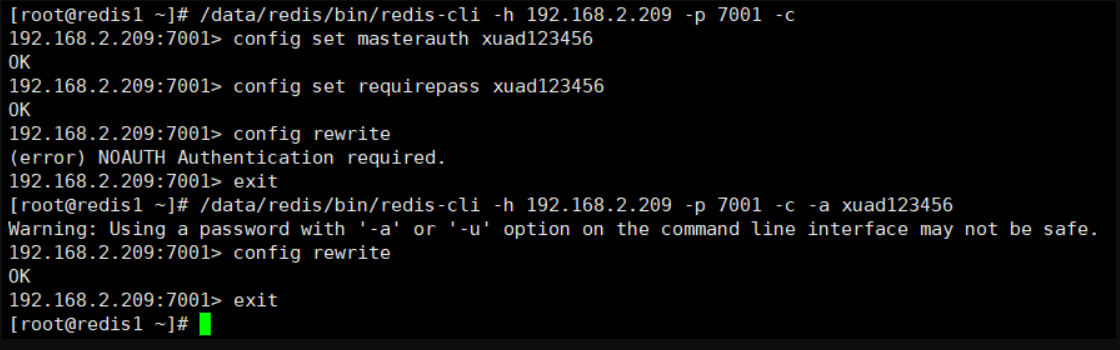 [root@redis1 ~]# /data/redis/bin/redis-cli -h 192.168.2.209 -p 7001 -c
192.168.2.209:7001> config set masterauth xuad123456
OK
192.168.2.209:7001> config set requirepass xuad123456
OK
192.168.2.209:7001> config rewrite
(error) NOAUTH Authentication required.
192.168.2.209:7001> exit
[root@redis1 ~]# /data/redis/bin/redis-cli -h 192.168.2.209 -p 7001 -c -a xuad123456
Warning: Using a password with '-a' or '-u' option on the command line interface may not be safe.
192.168.2.209:7001> config rewrite
OK
192.168.2.209:7001> exit
[root@redis1 ~]#